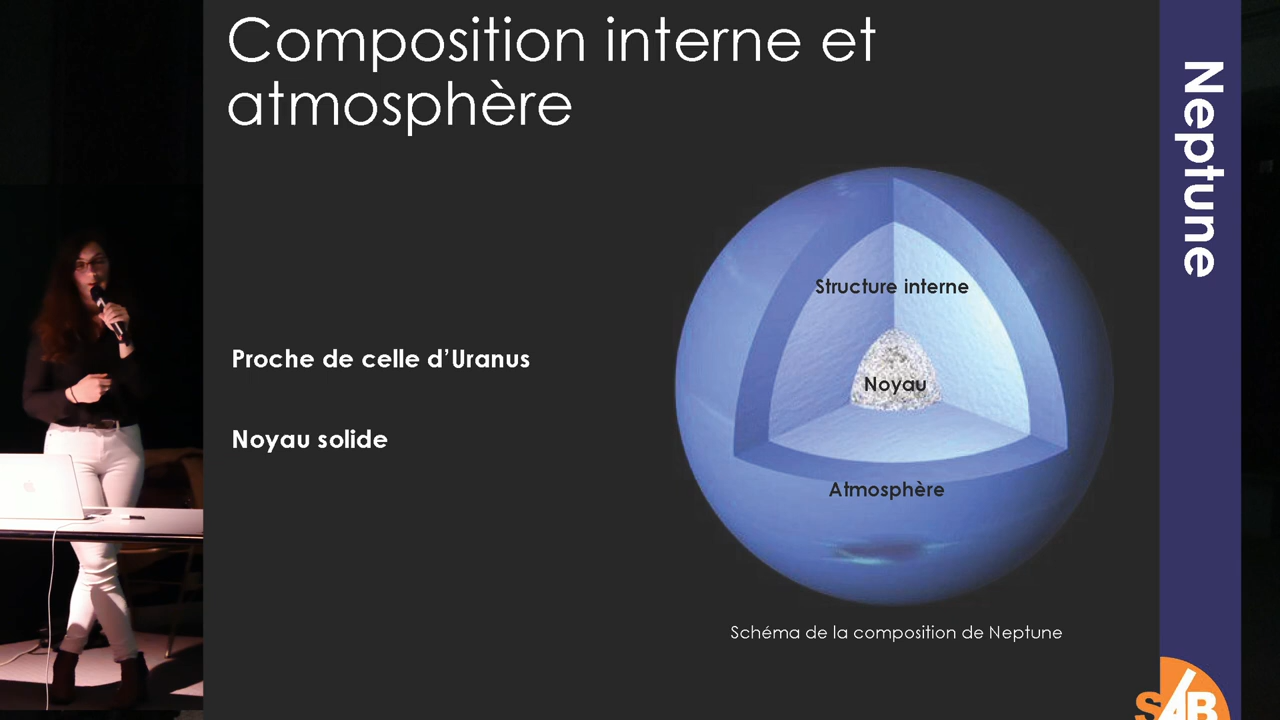 Composition interne et
atmosphère
Neptune
Structure interne
Proche de celle d’Uranus
Noyau
Noyau solide
Atmosphère
Schéma de la composition de Neptune
SAB